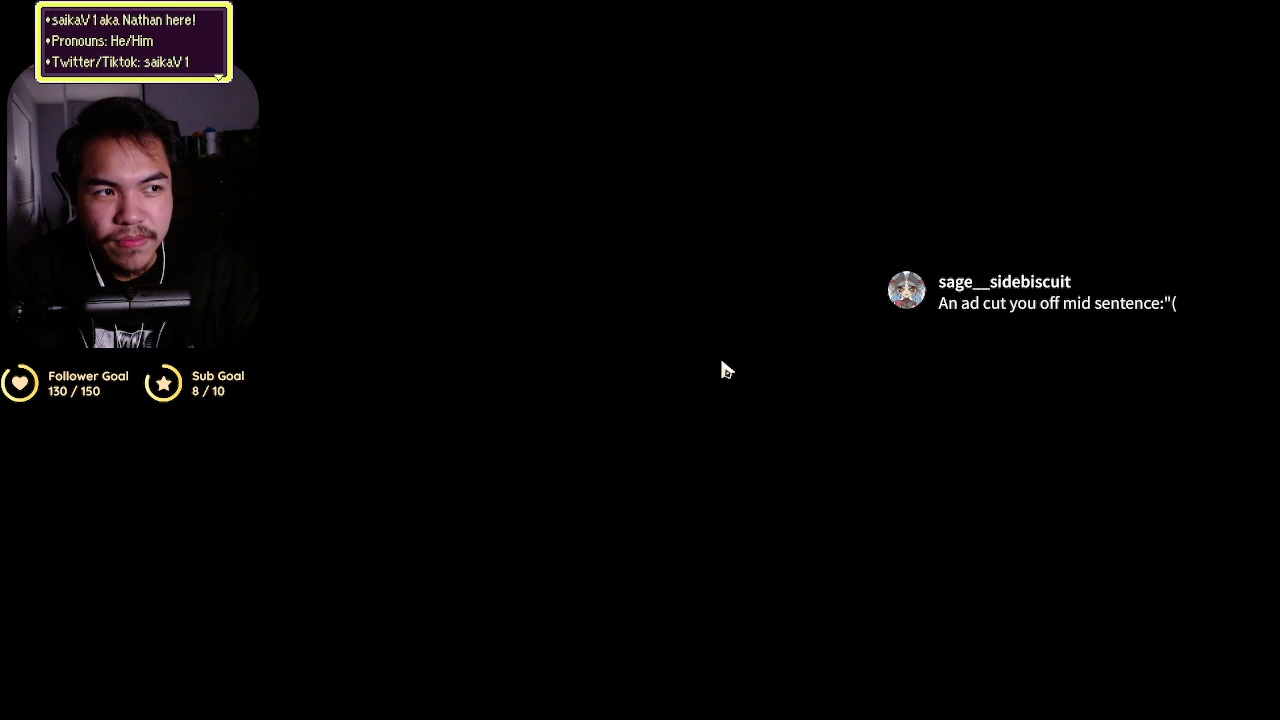 •saikaV1 aka Nathan here!
•Pronouns: He/Him
•Twitter/Tiktok: saikaV1
sage__sidebiscuit
An ad cut you off mid sentence:"(
Follower Goal
130 / 150
Sub Goal
8 / 10